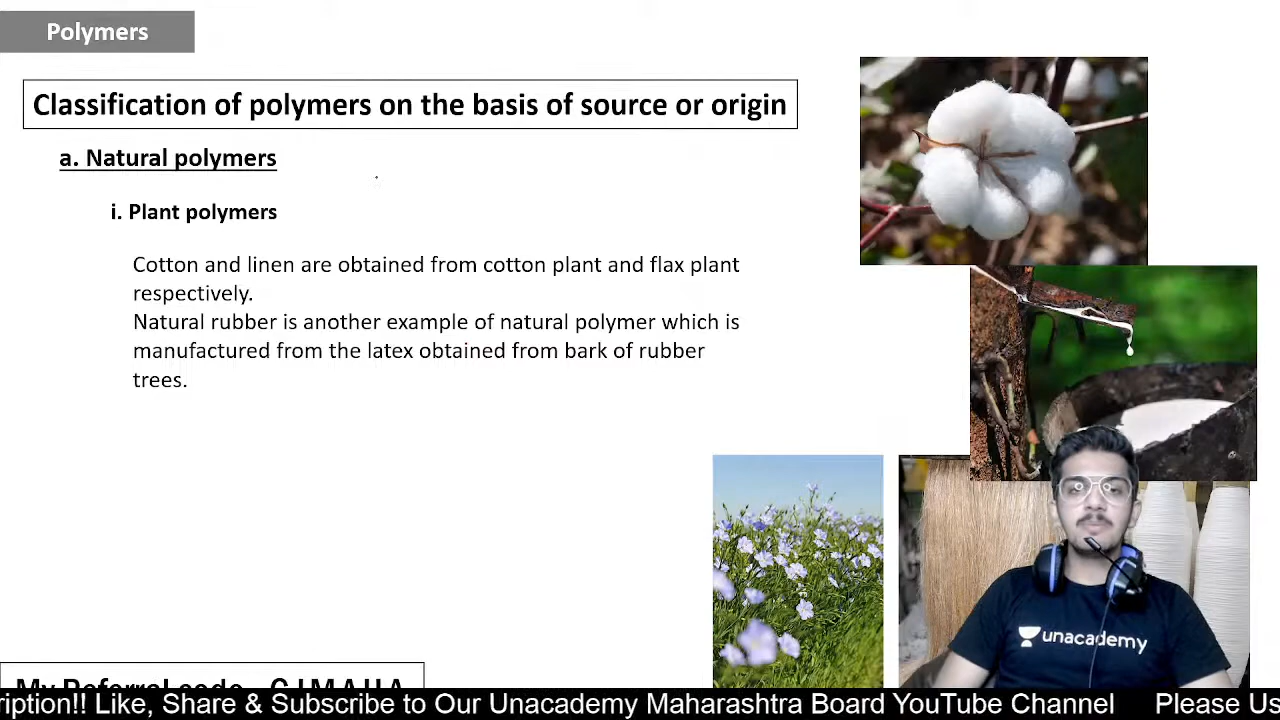 Polymers
Classification of polymers on the basis of source or origin
a. Natural polymers
i. Plant polymers
Cotton and linen are obtained from cotton plant and flax plant
respectively.
Natural rubber is another example of natural polymer which is
manufactured from the latex obtained from bark of rubber
trees.
unacademy
My Referral code
ription!! Like, Share & Subscribe to Our Unacademy Maharashtra Board YouTube Channel Please Us